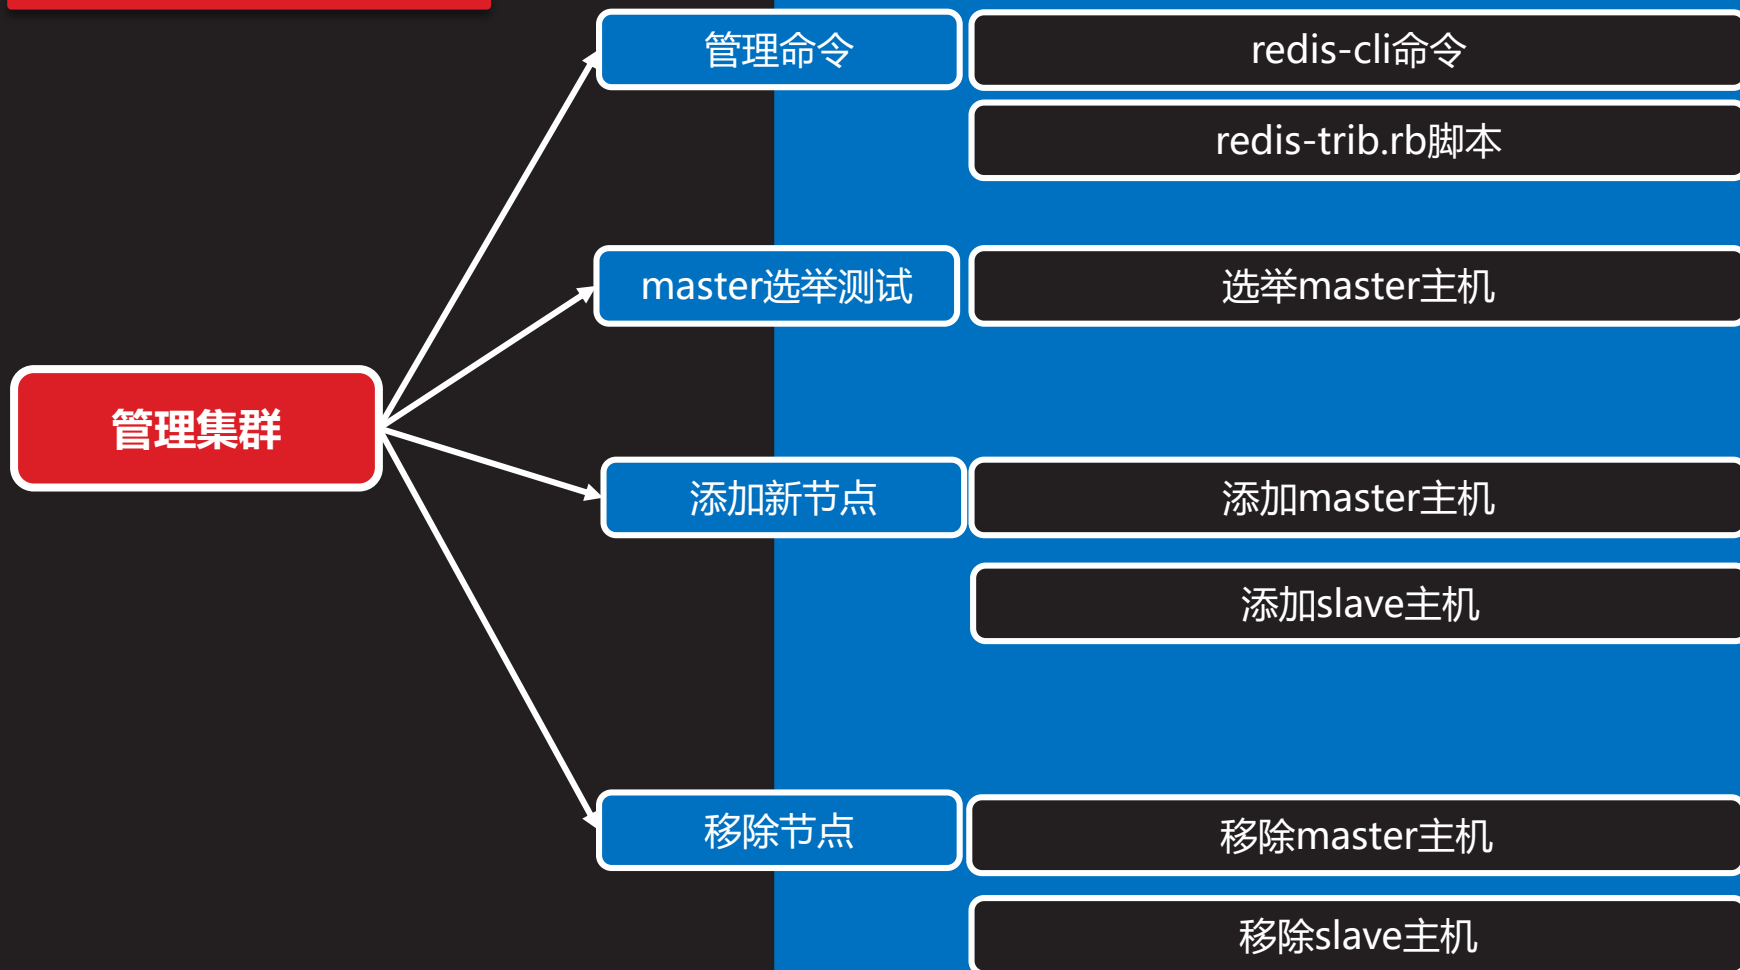 管理命令
redis-cli命令
redis-trib.rb脚本
master选举测试
选举master主机
管理集群
添加新节点
添加master主机
添加slave主机
移除节点
移除master主机
移除slave主机